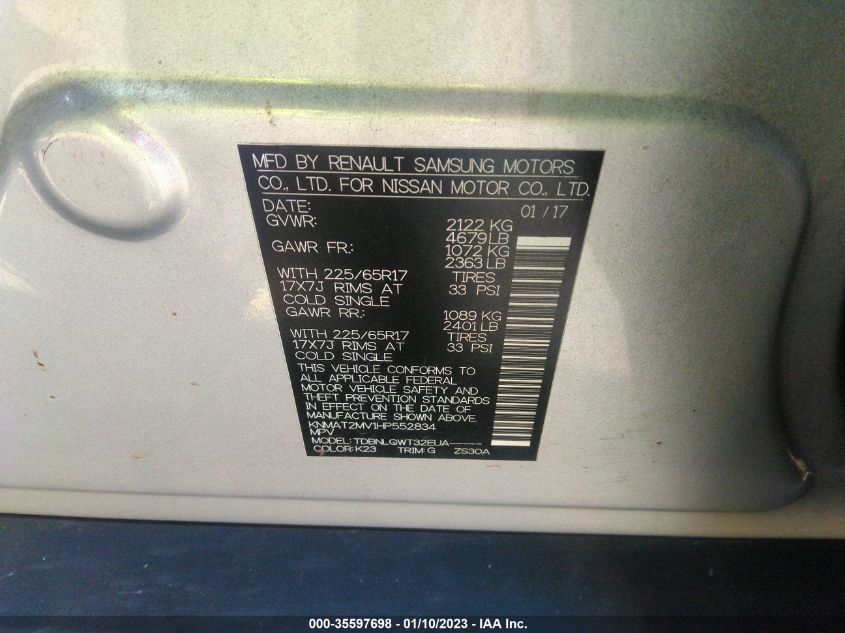 MFD BY RENAULT SAMSUNG MOTORS
CO., LTD. FOR NISSAN MOTOR CO., LTD.
DATE: 01 / 17
GVWR: 2122 KG
4679 LB
GAWR FR: 1072 KG
2363 LB
WITH 225/65R17 TIRES
17X7J RIMS AT 33 PSI
COLD SINGLE
GAWR RR: 1089 KG
2401 LB
WITH 225/65R17 TIRES
17X7J RIMS AT 33 PSI
COLD SINGLE
THIS VEHICLE CONFORMS TO
ALL APPLICABLE FEDERAL
MOTOR VEHICLE SAFETY AND
THEFT PREVENTION STANDARDS
IN EFFECT ON THE DATE OF
MANUFACTURE SHOWN ABOVE.
KNMAT2MV1HP552834
MPV
MODEL: TDBNLQWT32EUA-----
COLOR: K23 TRIM: G ZS30A
000-35597698 — 01/10/2023 — IAA Inc.